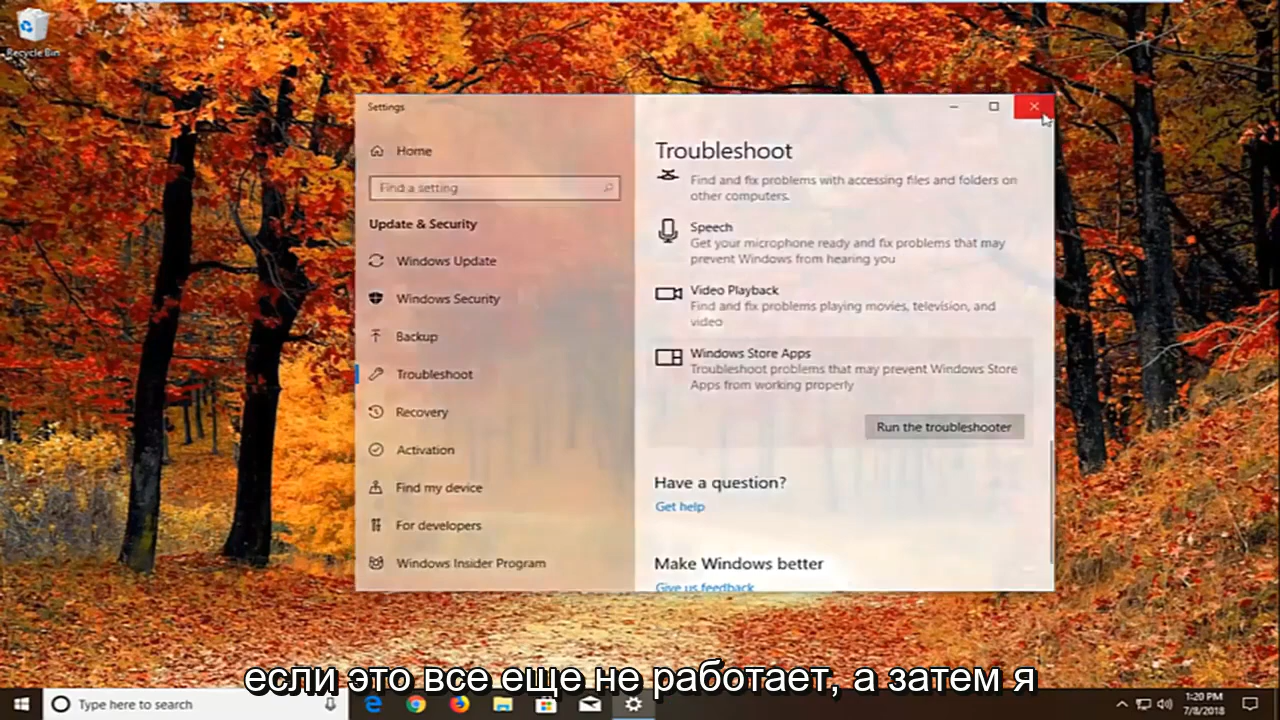 Recycle Bin
Settings
Home
Find a setting
Update & Security
Windows Update
Windows Security
Backup
Troubleshoot
Recovery
Activation
Find my device
For developers
Windows Insider Program
Troubleshoot
Find and fix problems with accessing files and folders on
other computers.
Speech
Get your microphone ready and fix problems that may
prevent Windows from hearing you
Video Playback
Find and fix problems playing movies, television, and
video
Windows Store Apps
Troubleshoot problems that may prevent Windows Store
Apps from working properly
Run the troubleshooter
Have a question?
Get help
Make Windows better
Give us feedback
если это все еще не работает, а затем я
Type here to search
1:20 PM
7/8/2018